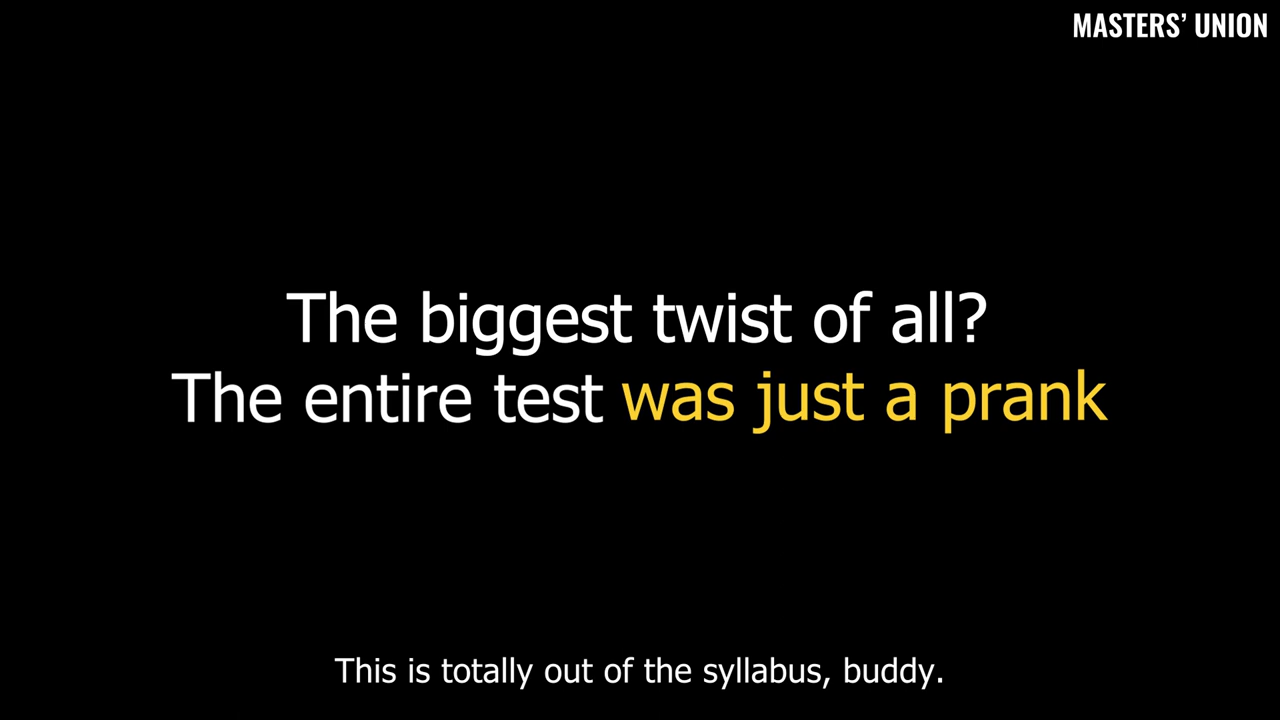 MASTERS' UNION
The biggest twist of all?
The entire test was just a prank
This is totally out of the syllabus, buddy.